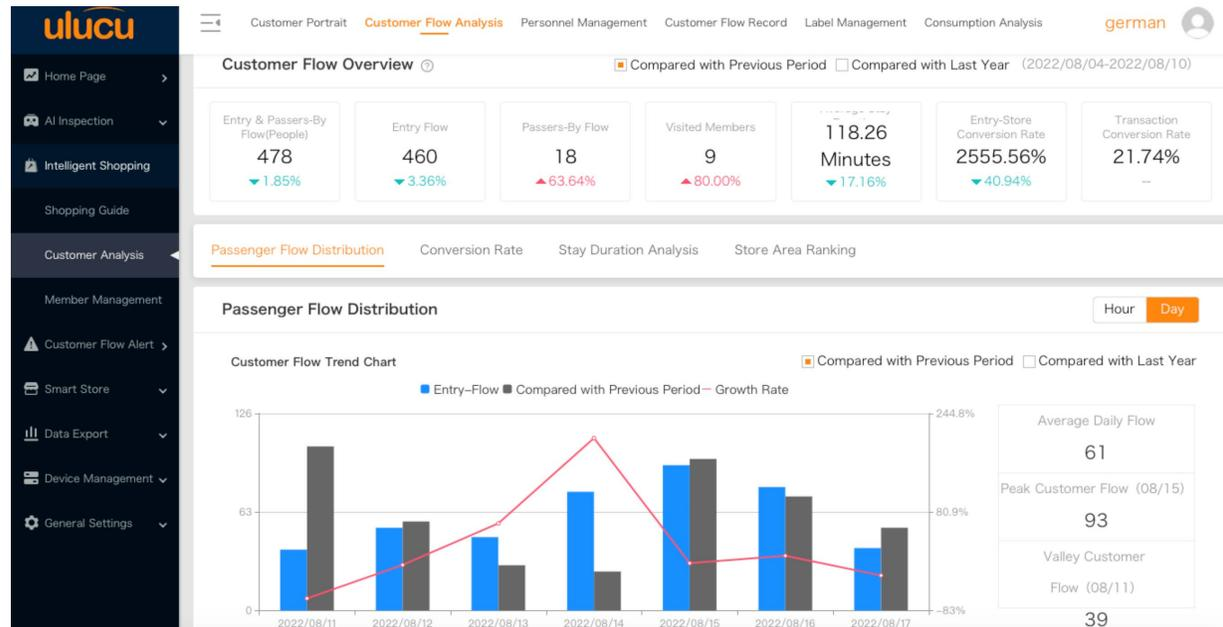 ulucu
Customer Portrait Customer Flow Analysis Personnel Management Customer Flow Record Label Management Consumption Analysis german
Home Page
AI Inspection
Intelligent Shopping
Shopping Guide
Customer Analysis
Member Management
Customer Flow Alert
Smart Store
Data Export
Device Management
General Settings
Customer Flow Overview ? Compared with Previous Period Compared with Last Year (2022/08/04-2022/08/10)
Entry & Passers-By
Flow(People)
478
1.85%
Entry Flow
460
3.36%
Passers-By Flow
18
63.64%
Visited Members
9
80.00%
118.26
Minutes
17.16%
Entry-Store
Conversion Rate
2555.56%
40.94%
Transaction
Conversion Rate
21.74%
--
Passenger Flow Distribution Conversion Rate Stay Duration Analysis Store Area Ranking
Passenger Flow Distribution Hour Day
Customer Flow Trend Chart Compared with Previous Period Compared with Last Year
Entry-Flow Compared with Previous Period Growth Rate
126 244.8%
63 80.9%
0 -83%
2022/08/11 2022/08/12 2022/08/13 2022/08/14 2022/08/15 2022/08/16 2022/08/17
Average Daily Flow
61
Peak Customer Flow (08/15)
93
Valley Customer
Flow (08/11)
39